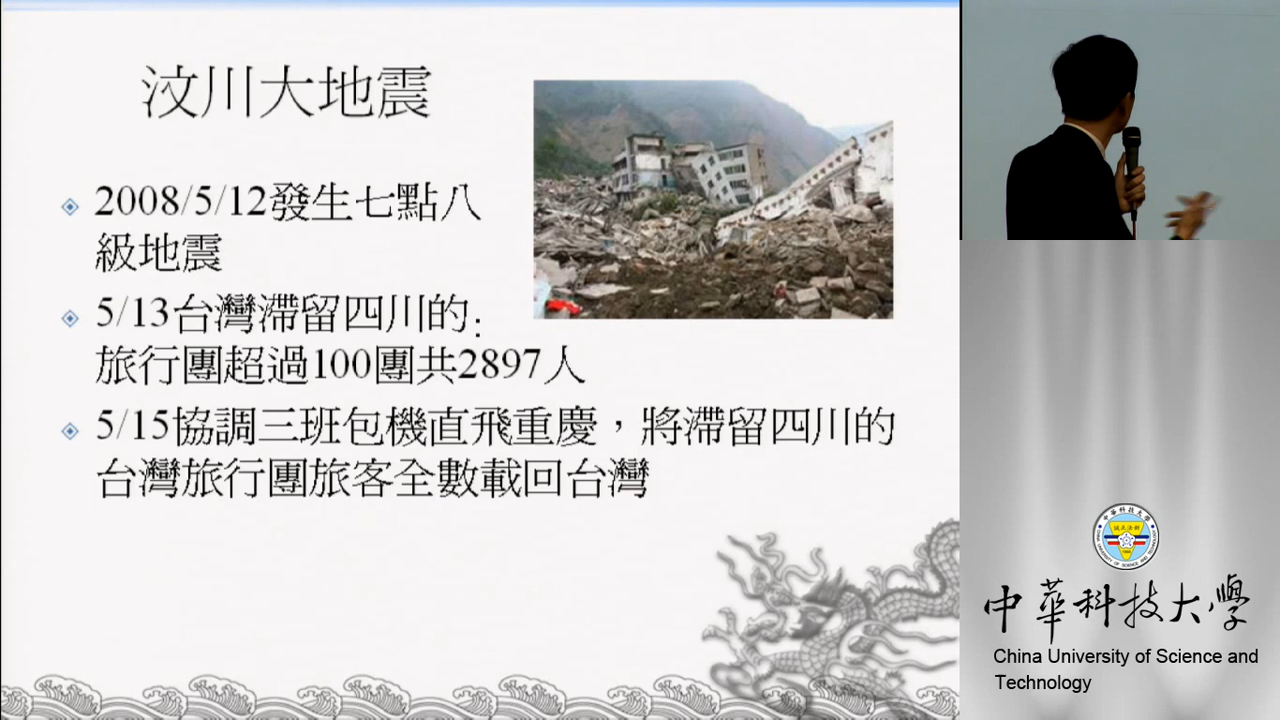 汶川大地震
2008/5/12發生七點八
級地震
5/13台灣滯留四川的:
旅行團超過100團共2897人
5/15協調三班包機直飛重慶，將滯留四川的
台灣旅行團旅客全數載回台灣
中華科技大學
China University of Science and
Technology